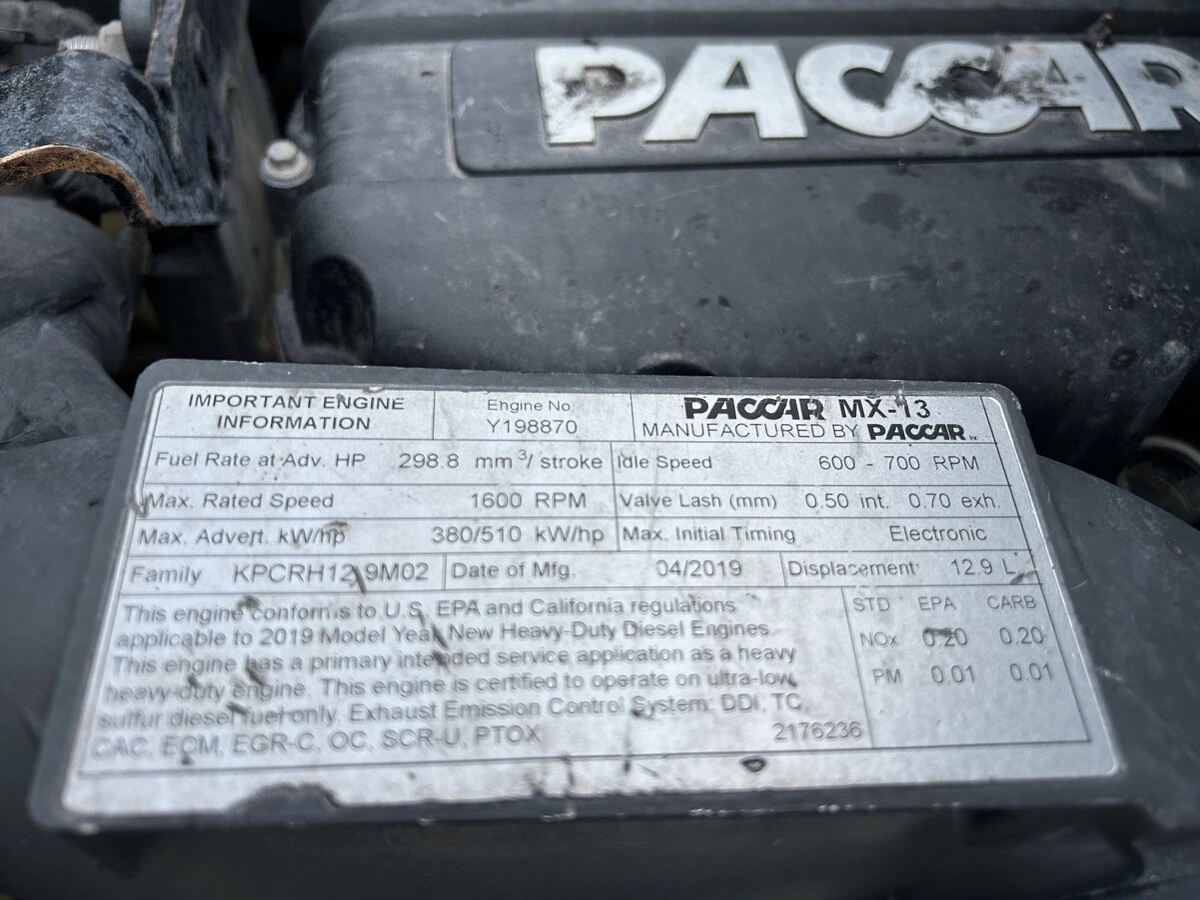 PACCAR
IMPORTANT ENGINE
INFORMATION
Engine No.
Y198870
PACCAR MX-13
MANUFACTURED BY PACCAR Inc
Fuel Rate at Adv. HP 298.8 mm³/ stroke
Idle Speed 600 - 700 RPM
Max. Rated Speed 1600 RPM
Valve Lash (mm) 0.50 int. 0.70 exh.
Max. Advert. kW/hp 380/510 kW/hp
Max. Initial Timing Electronic
Family KPCRH12.9M02
Date of Mfg. 04/2019
Displacement 12.9 L
This engine conforms to U.S. EPA and California regulations
applicable to 2019 Model Year New Heavy-Duty Diesel Engines.
This engine has a primary intended service application as a heavy
heavy-duty engine. This engine is certified to operate on ultra-low
sulfur diesel fuel only. Exhaust Emission Control System: DDI, TC,
CAC, ECM, EGR-C, OC, SCR-U, PTOX 2176236
STD EPA CARB
NOx 0.20 0.20
PM 0.01 0.01